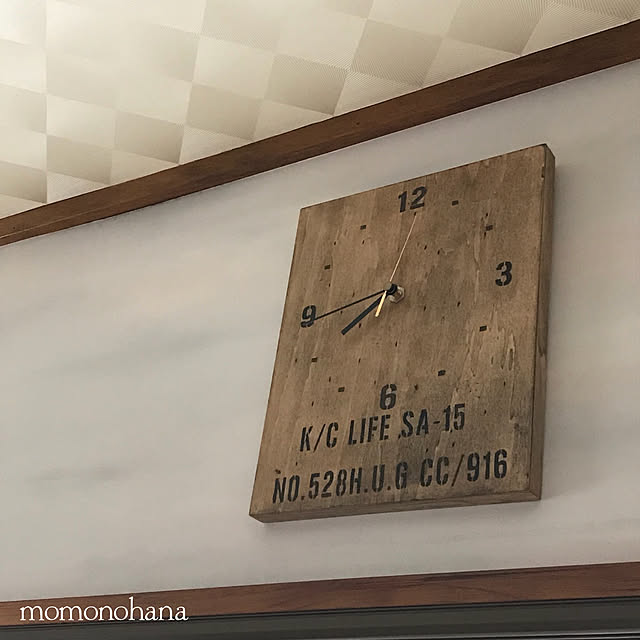 12
3
9
6
K/C LIFE SA-15
NO.528H.U.G CC/916
momonohana